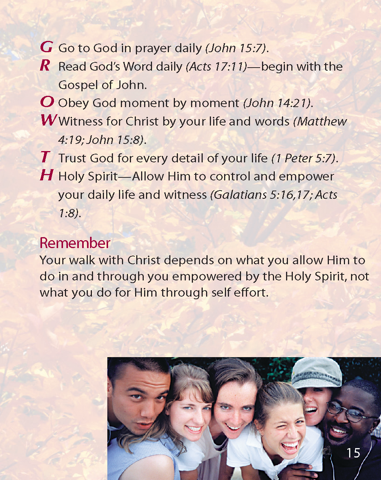 G Go to God in prayer daily (John 15:7).
R Read God's Word daily (Acts 17:11)—begin with the
Gospel of John.
O Obey God moment by moment (John 14:21).
W Witness for Christ by your life and words (Matthew
4:19; John 15:8).
T Trust God for every detail of your life (1 Peter 5:7).
H Holy Spirit—Allow Him to control and empower
your daily life and witness (Galatians 5:16,17; Acts
1:8).
Remember
Your walk with Christ depends on what you allow Him to
do in and through you empowered by the Holy Spirit, not
what you do for Him through self effort.
15